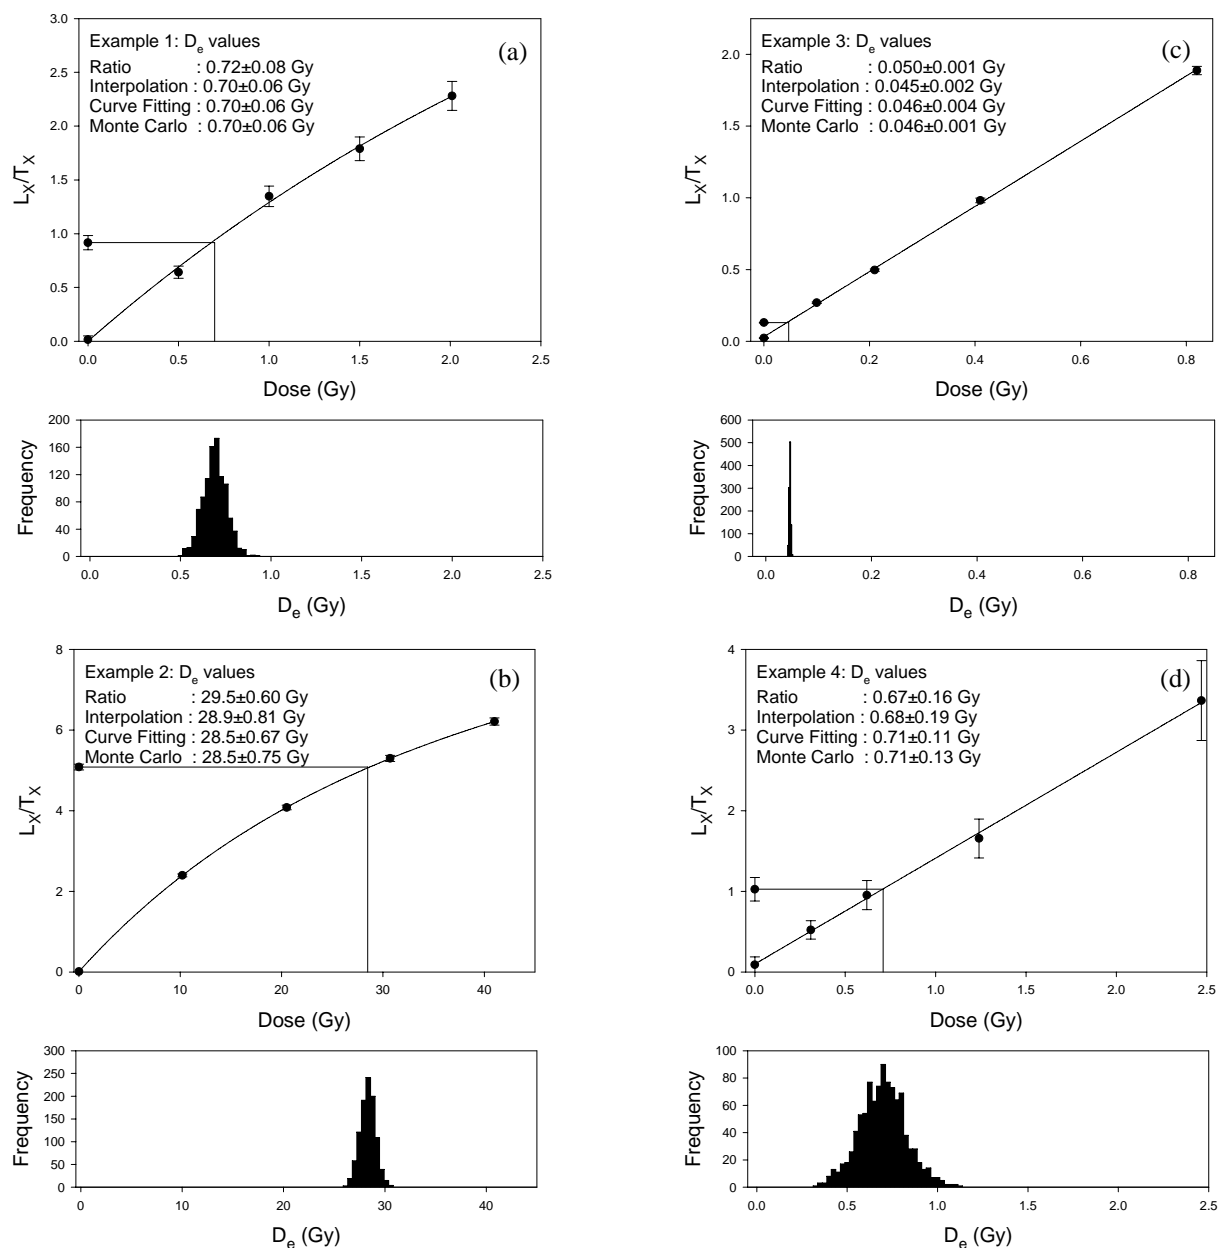 Example 1: De values
(a)
Ratio : 0.72±0.08 Gy
Interpolation : 0.70±0.06 Gy
Curve Fitting : 0.70±0.06 Gy
Monte Carlo : 0.70±0.06 Gy
LX/TX
3.0
2.5
2.0
1.5
1.0
0.5
0.0
0.0 0.5 1.0 1.5 2.0 2.5
Dose (Gy)
Frequency
200
160
120
80
40
0
0.0 0.5 1.0 1.5 2.0 2.5
De (Gy)
Example 3: De values
(c)
Ratio : 0.050±0.001 Gy
Interpolation : 0.045±0.002 Gy
Curve Fitting : 0.046±0.004 Gy
Monte Carlo : 0.046±0.001 Gy
LX/TX
2.0
1.5
1.0
0.5
0.0
0.0 0.2 0.4 0.6 0.8
Dose (Gy)
Frequency
600
500
400
300
200
100
0
0.0 0.2 0.4 0.6 0.8
De (Gy)
Example 2: De values
(b)
Ratio : 29.5±0.60 Gy
Interpolation : 28.9±0.81 Gy
Curve Fitting : 28.5±0.67 Gy
Monte Carlo : 28.5±0.75 Gy
LX/TX
8
6
4
2
0
0 10 20 30 40
Dose (Gy)
Frequency
300
250
200
150
100
50
0
0 10 20 30 40
De (Gy)
Example 4: De values
(d)
Ratio : 0.67±0.16 Gy
Interpolation : 0.68±0.19 Gy
Curve Fitting : 0.71±0.11 Gy
Monte Carlo : 0.71±0.13 Gy
LX/TX
4
3
2
1
0
0.0 0.5 1.0 1.5 2.0 2.5
Dose (Gy)
Frequency
100
80
60
40
20
0
0.0 0.5 1.0 1.5 2.0 2.5
De (Gy)